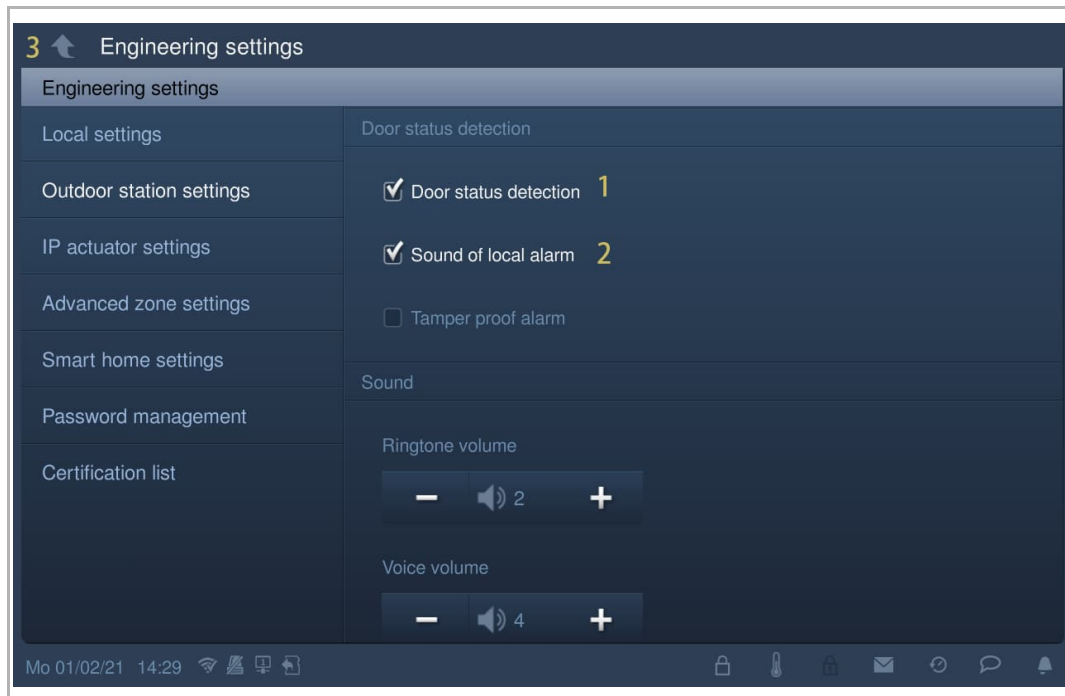 3 Engineering settings
Engineering settings
Local settings
Outdoor station settings
IP actuator settings
Advanced zone settings
Smart home settings
Password management
Certification list
Door status detection
Door status detection 1
Sound of local alarm 2
Tamper proof alarm
Sound
Ringtone volume
− 2 +
Voice volume
− 4 +
Mo 01/02/21 14:29